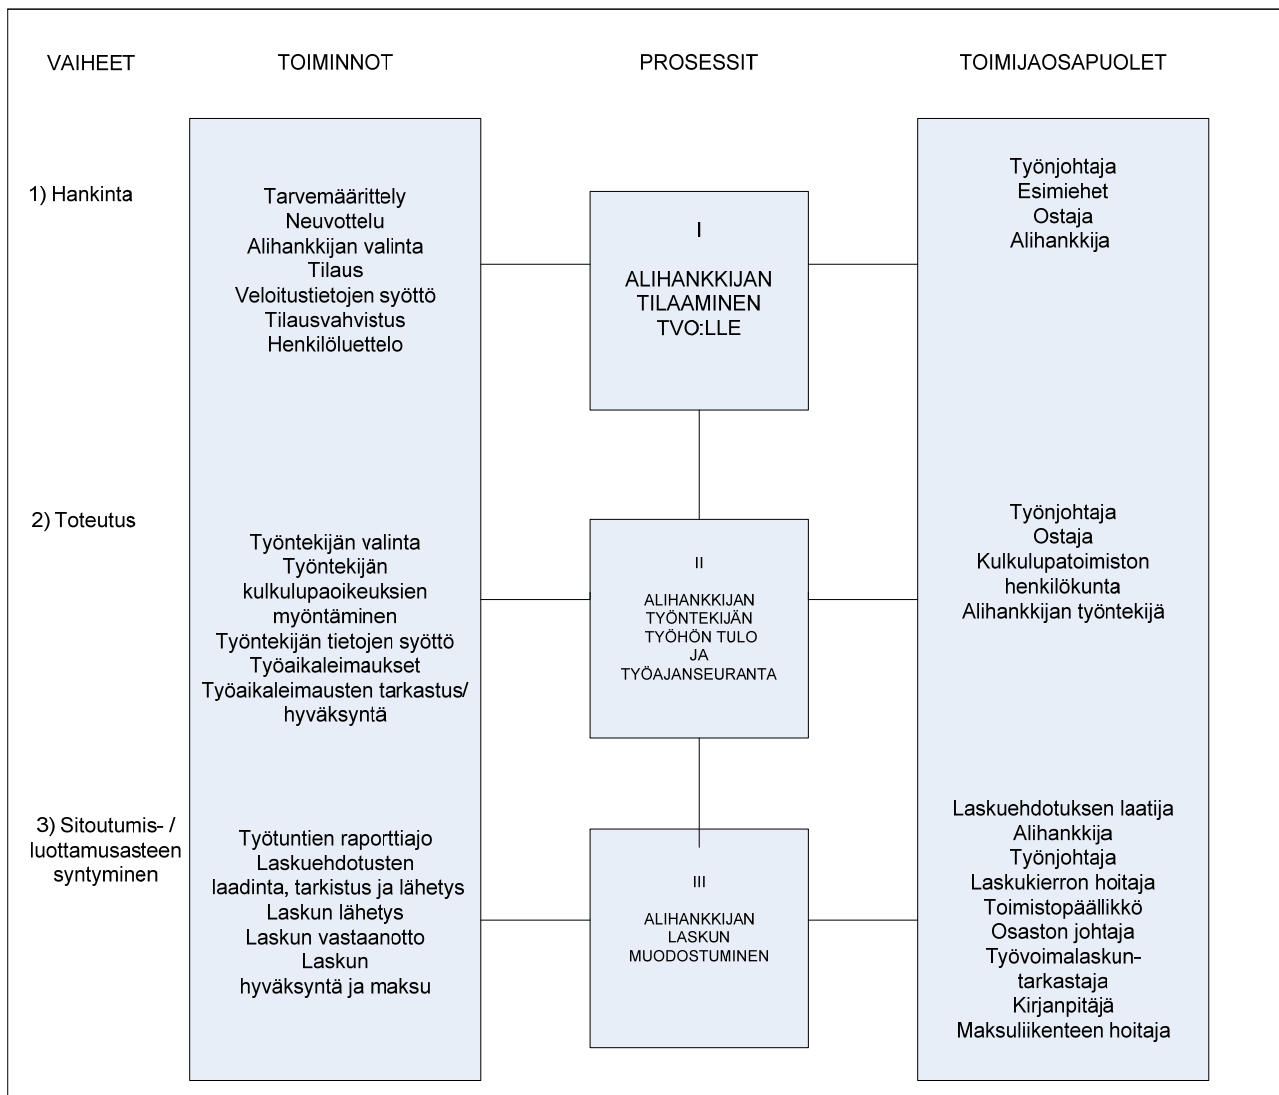 VAIHEET
TOIMINNOT
PROSESSIT
TOIMIJAOSAPUOLET
1) Hankinta
Tarvemäärittely
Neuvottelu
Alihankkijan valinta
Tilaus
Veloitustietojen syöttö
Tilausvahvistus
Henkilöluettelo
I
ALIHANKKIJAN
TILAAMINEN
TVO:LLE
Työnjohtaja
Esimiehet
Ostaja
Alihankkija
2) Toteutus
Työntekijän valinta
Työntekijän
kulkulupaoikeuksien
myöntäminen
Työntekijän tietojen syöttö
Työaikaleimaukset
Työaikaleimausten tarkastus/
hyväksyntä
II
ALIHANKKIJAN
TYÖNTEKIJÄN
TYÖHÖN TULO
JA
TYÖAJANSEURANTA
Työnjohtaja
Ostaja
Kulkulupatoimiston
henkilökunta
Alihankkijan työntekijä
3) Sitoutumis- /
luottamusasteen
syntyminen
Työtuntien raporttiajo
Laskuehdotusten
laadinta, tarkistus ja lähetys
Laskun lähetys
Laskun vastaanotto
Laskun
hyväksyntä ja maksu
III
ALIHANKKIJAN
LASKUN
MUODOSTUMINEN
Laskuehdotuksen laatija
Alihankkija
Työnjohtaja
Laskukierron hoitaja
Toimistopäällikkö
Osaston johtaja
Työvoimalaskun-
tarkastaja
Kirjanpitäjä
Maksuliikenteen hoitaja